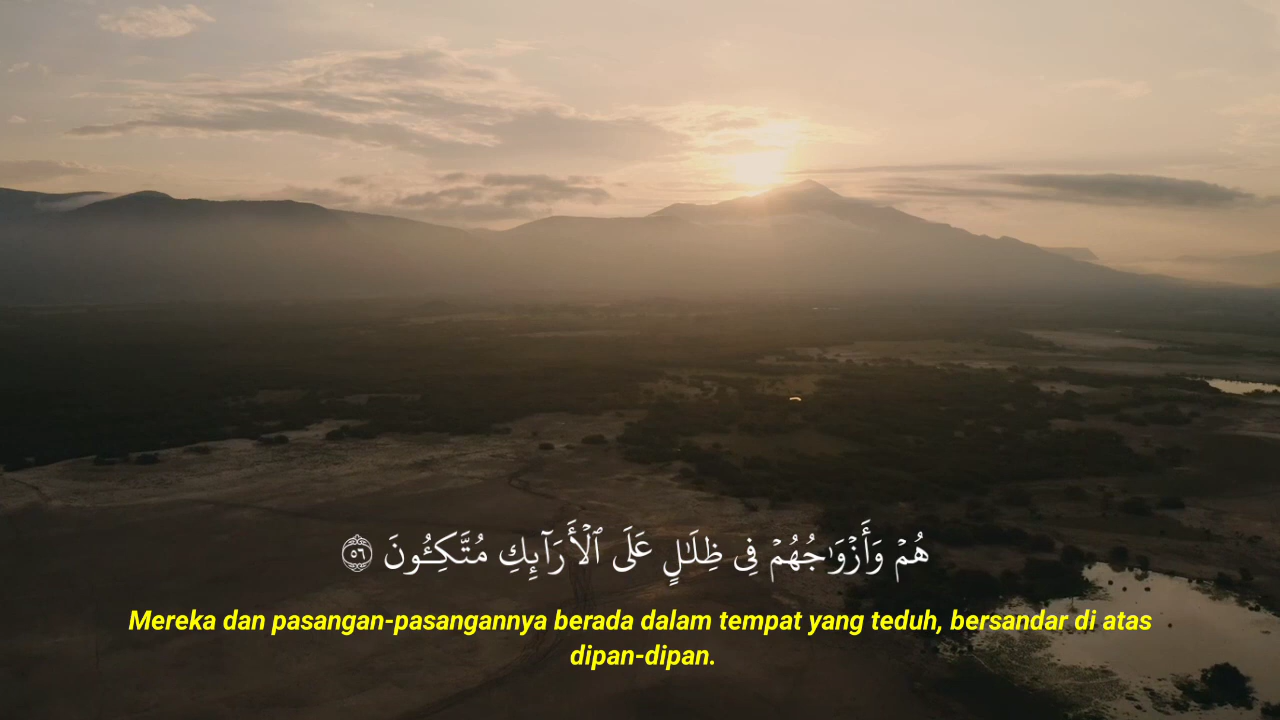 هُمۡ وَأَزۡوَٰجُهُمۡ فِي ظِلَٰلٍ عَلَى ٱلۡأَرَآئِكِ مُتَّكِـُٔونَ ٥٦
Mereka dan pasangan-pasangannya berada dalam tempat yang teduh, bersandar di atas
dipan-dipan.